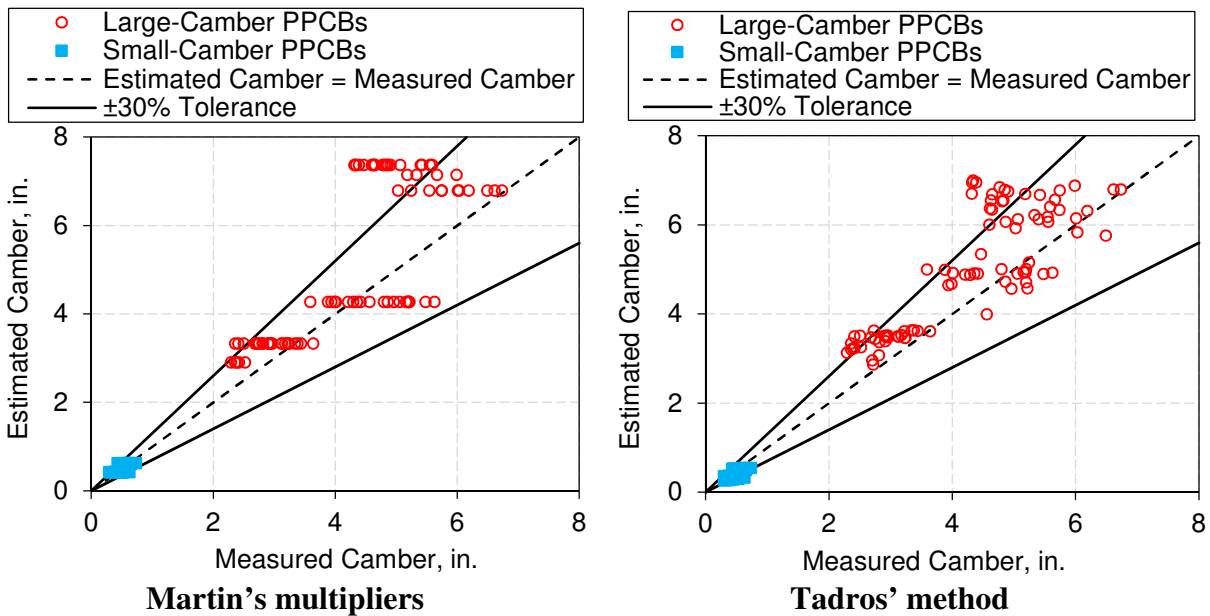 Large-Camber PPCBs
Small-Camber PPCBs
Estimated Camber = Measured Camber
±30% Tolerance
8
6
4
2
0
0 2 4 6 8
Estimated Camber, in.
Measured Camber, in.
Martin's multipliers
Large-Camber PPCBs
Small-Camber PPCBs
Estimated Camber = Measured Camber
±30% Tolerance
8
6
4
2
0
0 2 4 6 8
Estimated Camber, in.
Measured Camber, in.
Tadros' method